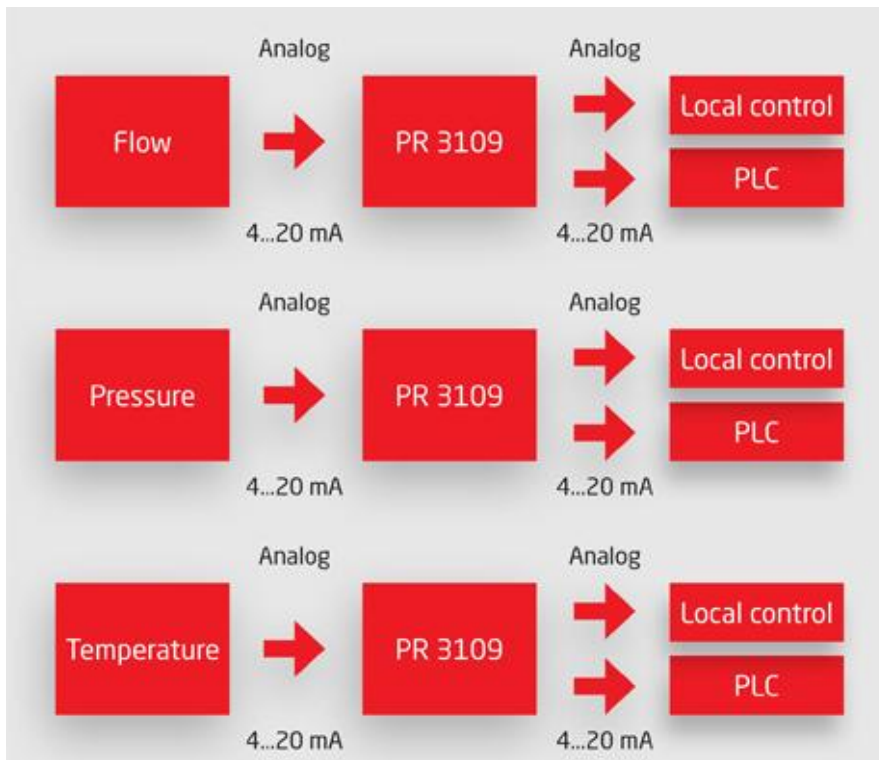 Analog Analog
Flow PR 3109 Local control
PLC
4...20 mA 4...20 mA
Analog Analog
Pressure PR 3109 Local control
PLC
4...20 mA 4...20 mA
Analog Analog
Temperature PR 3109 Local control
PLC
4...20 mA 4...20 mA